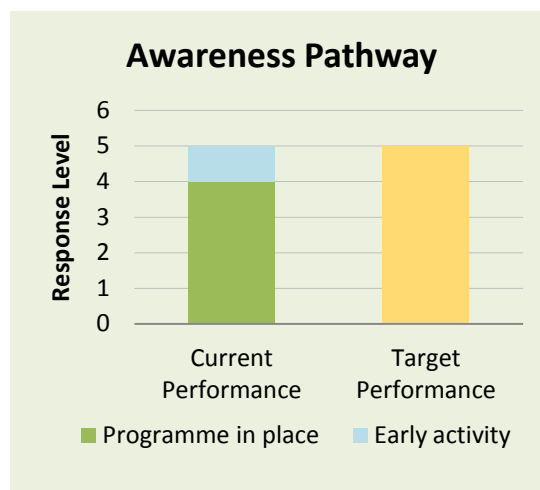 Awareness Pathway
Response Level
6
5
4
3
2
1
0
Current
Performance
Target
Performance
Programme in place
Early activity